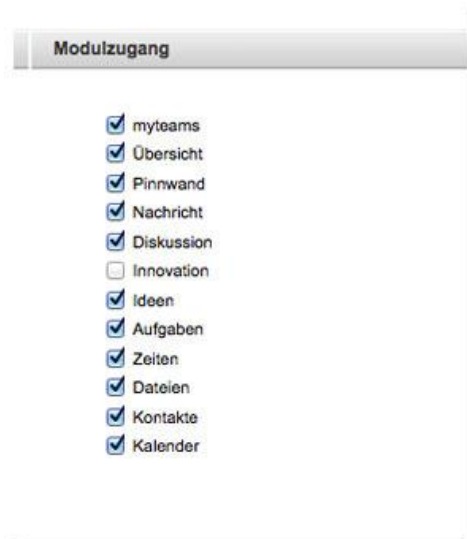 Modulzugang
myteams
Übersicht
Pinnwand
Nachricht
Diskussion
Innovation
Ideen
Aufgaben
Zeiten
Dateien
Kontakte
Kalender